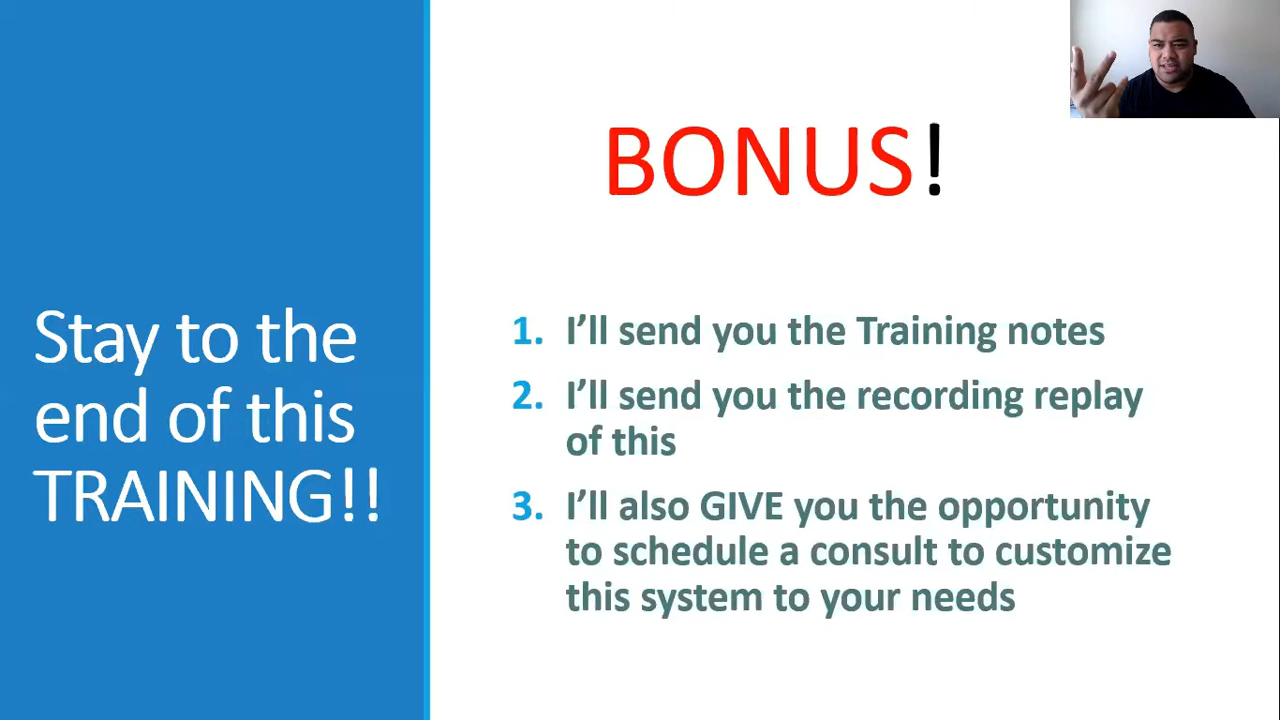 Stay to the
end of this
TRAINING!!
BONUS!
1. I’ll send you the Training notes
2. I’ll send you the recording replay
of this
3. I’ll also GIVE you the opportunity
to schedule a consult to customize
this system to your needs